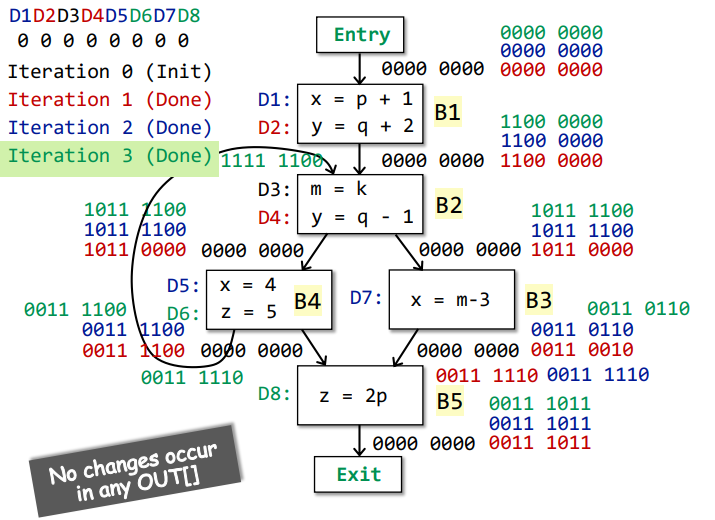 D1D2D3D4D5D6D7D8
0 0 0 0 0 0 0 0
Iteration 0 (Init)
Iteration 1 (Done)
Iteration 2 (Done)
Iteration 3 (Done)
Entry
0000 0000
0000 0000
0000 0000 0000 0000
D1: x = p + 1
D2: y = q + 2
B1
1100 0000
1100 0000
0000 0000 1100 0000
1111 1100
D3: m = k
D4: y = q - 1
B2
1011 1100
1011 1100
1011 0000 0000 0000
1011 1100
1011 1100
0000 0000 1011 0000
D5: x = 4
D6: z = 5
B4
D7: x = m-3
B3
0011 1100
0011 1100
0011 1100 0000 0000
0011 0110
0011 0110
0000 0000 0011 0010
0011 1110
0011 1110 0011 1110
D8: z = 2p
B5
0011 1011
0011 1011
0000 0000 0011 1011
Exit
No changes occur
in any OUT[]